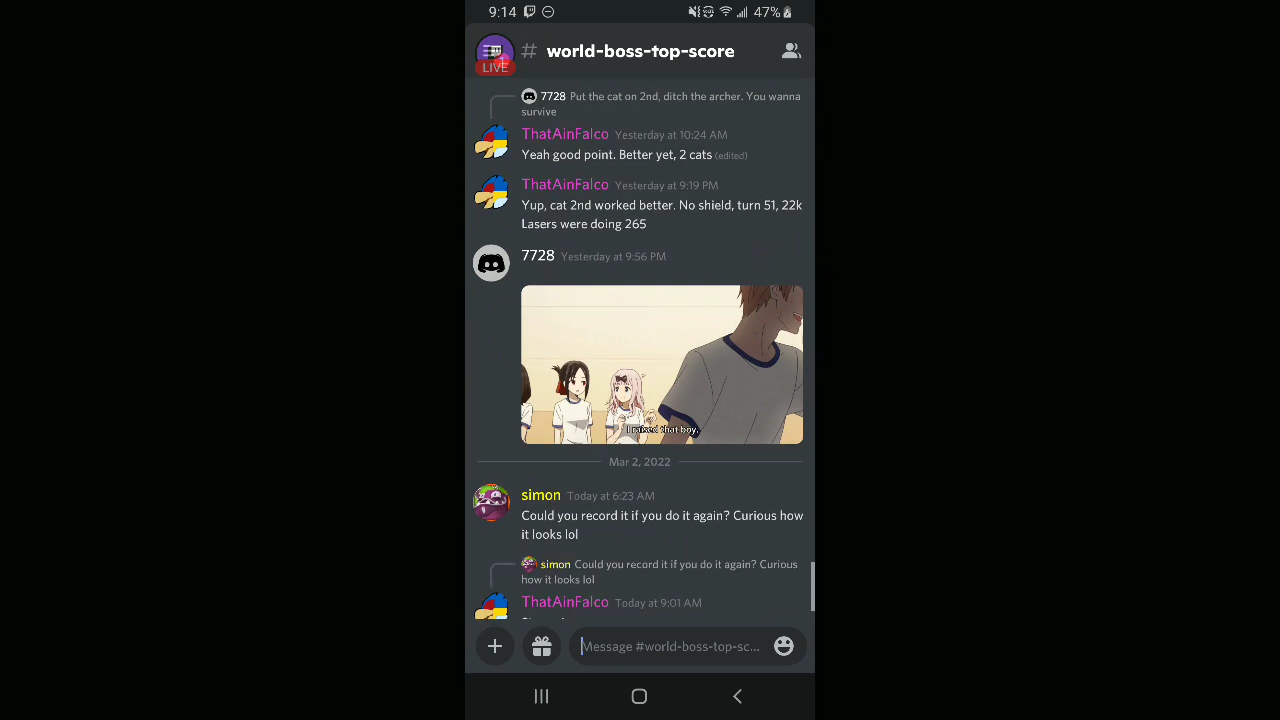 9:14
47%
LIVE
1
# world-boss-top-score
7728 Put the cat on 2nd, ditch the archer. You wanna
survive
ThatAinFalco Yesterday at 10:24 AM
Yeah good point. Better yet, 2 cats (edited)
ThatAinFalco Yesterday at 9:19 PM
Yup, cat 2nd worked better. No shield, turn 51, 22k
Lasers were doing 265
7728 Yesterday at 9:56 PM
I raised that boy.
Mar 2, 2022
simon Today at 6:23 AM
Could you record it if you do it again? Curious how
it looks lol
simon Could you record it if you do it again? Curious
how it looks lol
ThatAinFalco Today at 9:01 AM
Message #world-boss-top-sc...